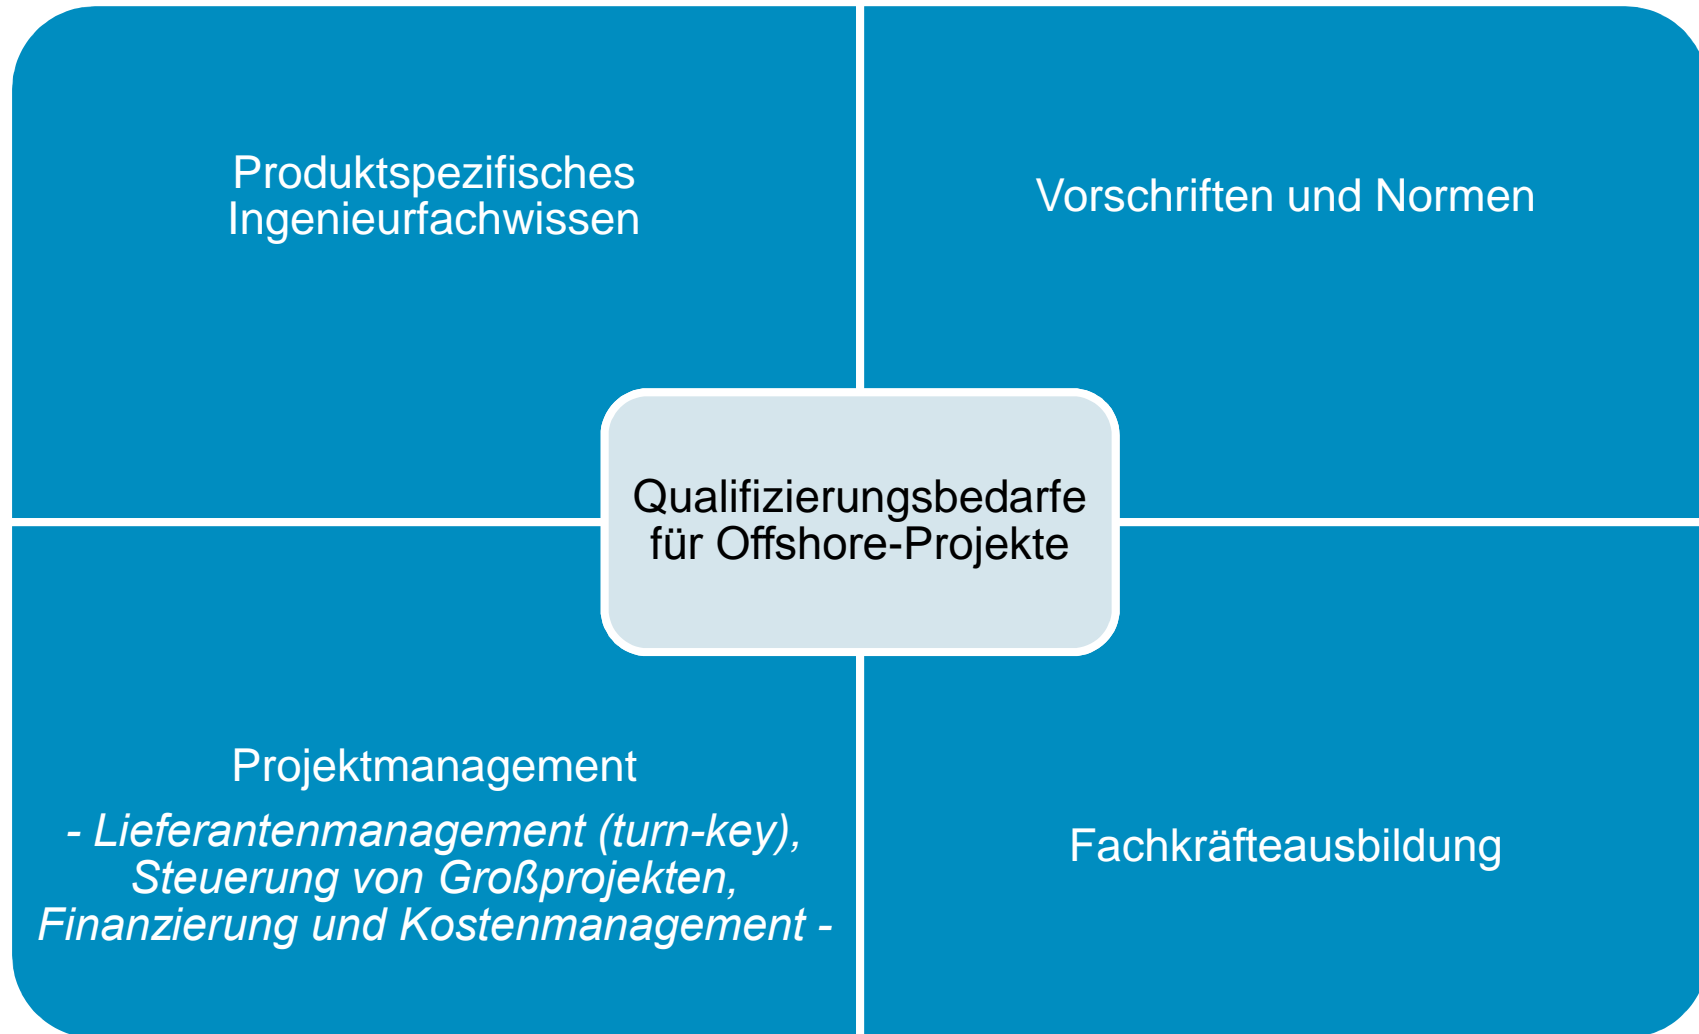 Produktspezifisches
Ingenieurfachwissen
Vorschriften und Normen
Qualifizierungsbedarfe
für Offshore-Projekte
Projektmanagement
- Lieferantenmanagement (turn-key),
Steuerung von Großprojekten,
Finanzierung und Kostenmanagement -
Fachkräfteausbildung